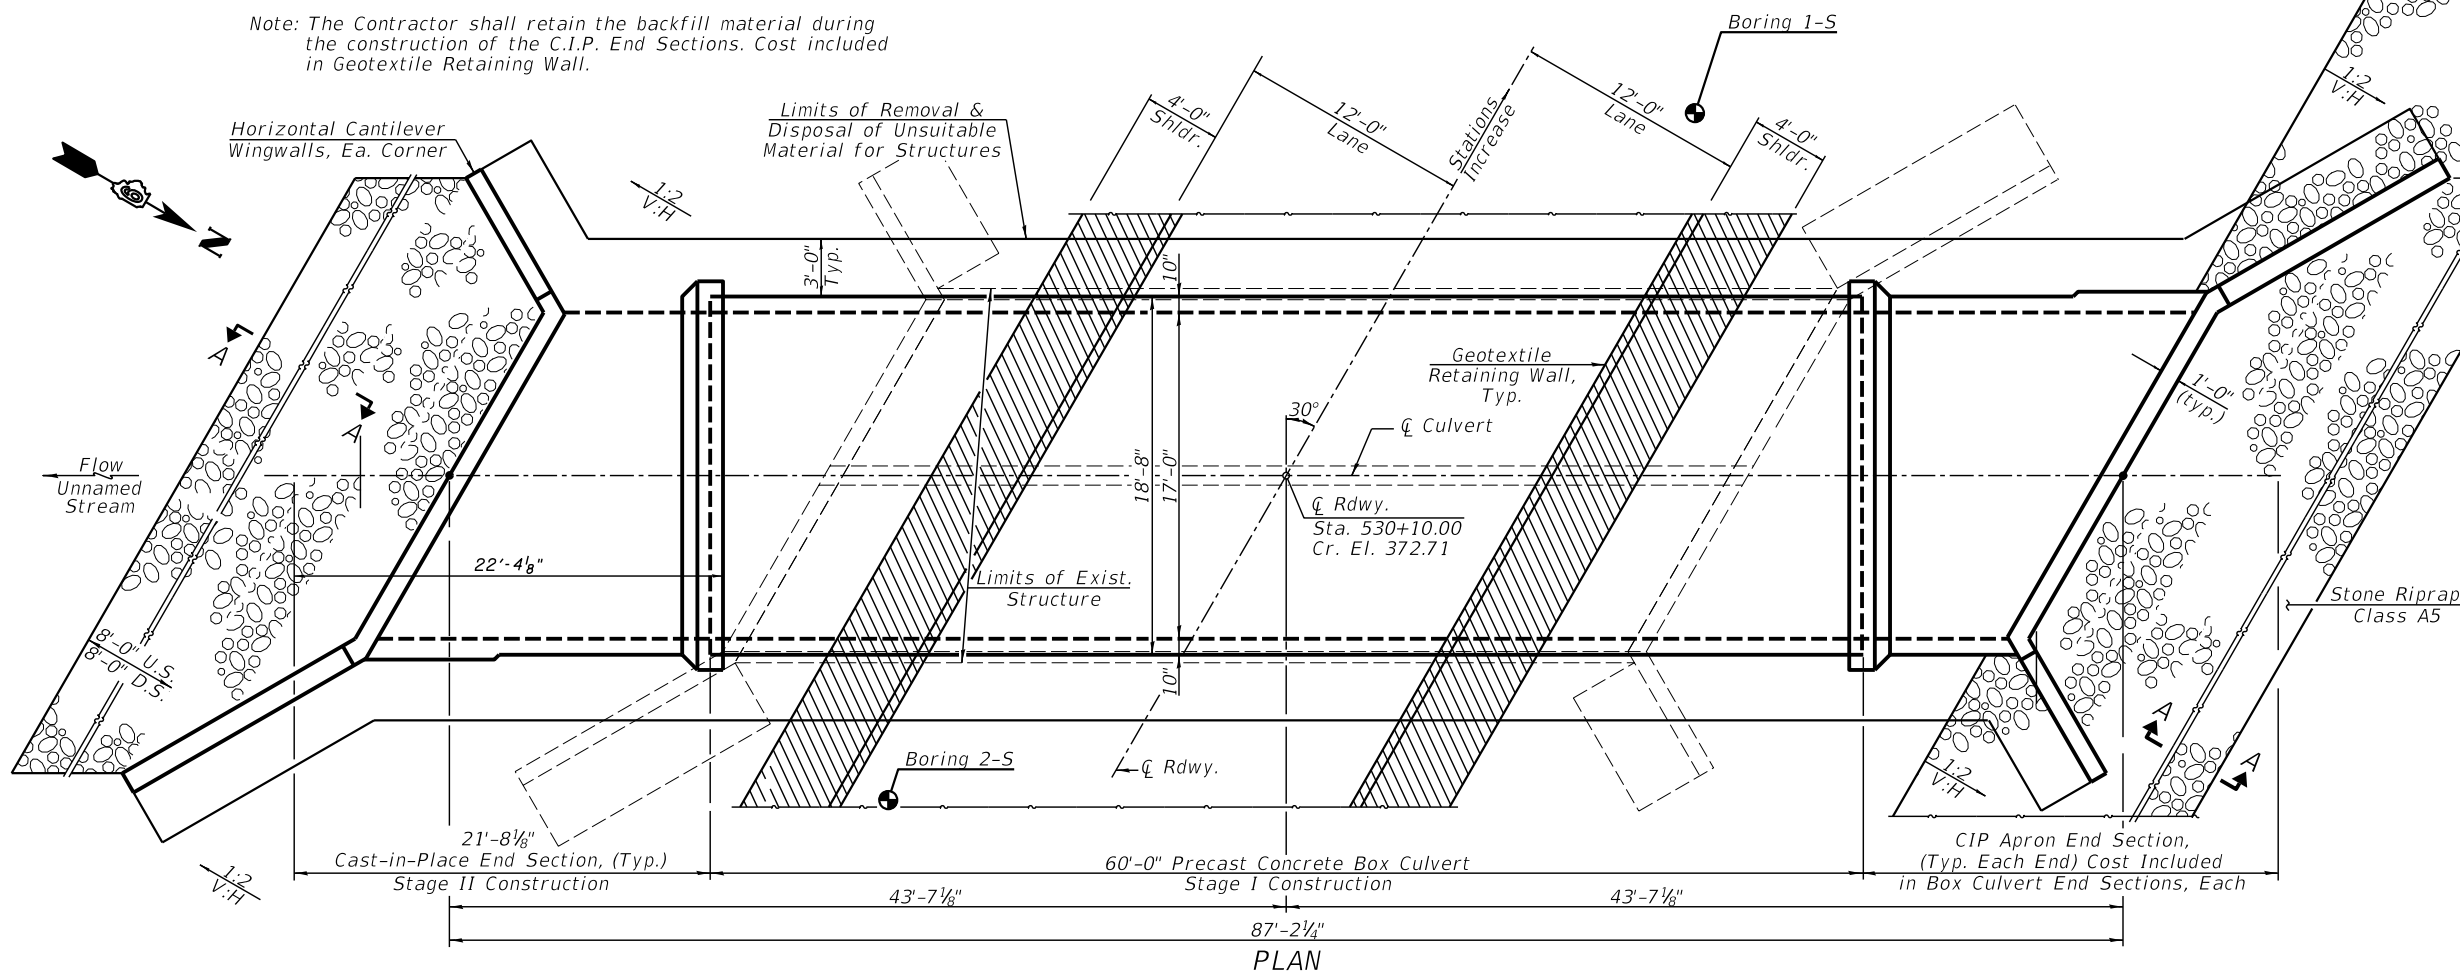 Note: The Contractor shall retain the backfill material during
the construction of the C.I.P. End Sections. Cost included
in Geotextile Retaining Wall.
Boring 1-S
Horizontal Cantilever
Wingwalls, Ea. Corner
Limits of Removal &
Disposal of Unsuitable
Material for Structures
4'-0"
Shldr.
12'-0"
Lane
Stations
Increase
12'-0"
Lane
4'-0"
Shldr.
1:2
V:H
1:2
V:H
N
3'-0"
Typ.
10"
A
A
Geotextile
Retaining Wall,
Typ.
1'-0"
(typ.)
30°
℄ Culvert
Flow
Unnamed
Stream
18'-8"
17'-0"
℄ Rdwy.
Sta. 530+10.00
Cr. El. 372.71
22'-4⅛"
Limits of Exist.
Structure
Stone Riprap
Class A5
8'-0" U.S.
8'-0" D.S.
10"
A
A
Boring 2-S
℄ Rdwy.
1:2
V:H
1:2
V:H
21'-8⅛"
Cast-in-Place End Section, (Typ.)
Stage II Construction
60'-0" Precast Concrete Box Culvert
Stage I Construction
CIP Apron End Section,
(Typ. Each End) Cost Included
in Box Culvert End Sections, Each
43'-7⅛"
43'-7⅛"
87'-2¼"
PLAN